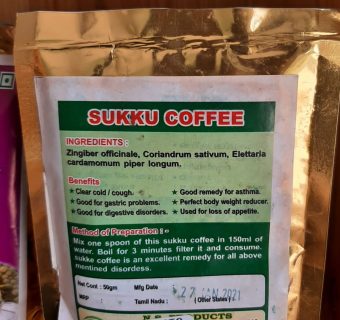 SUKKU COFFEE
INGREDIENTS :
Zingiber officinale, Coriandrum sativum, Elettaria
cardamomum piper longum.
Benefits
★ Clear cold / cough. ★ Good remedy for asthma.
★ Good for gastric problems. ★ Perfect body weight reducer.
★ Good for digestive disorders. ★ Used for loss of appetite.
Method of Preparation : -
Mix one spoon of this sukku coffee in 150ml of
water. Boil for 3 minutes filter it and consume.
sukke coffee is an excellent remedy for all above
mentined disordess.
Net Cont : 50gm Mfg Date 27 JAN 2021
MRP Tamil Nadu : (Other States)
PRODUCTS